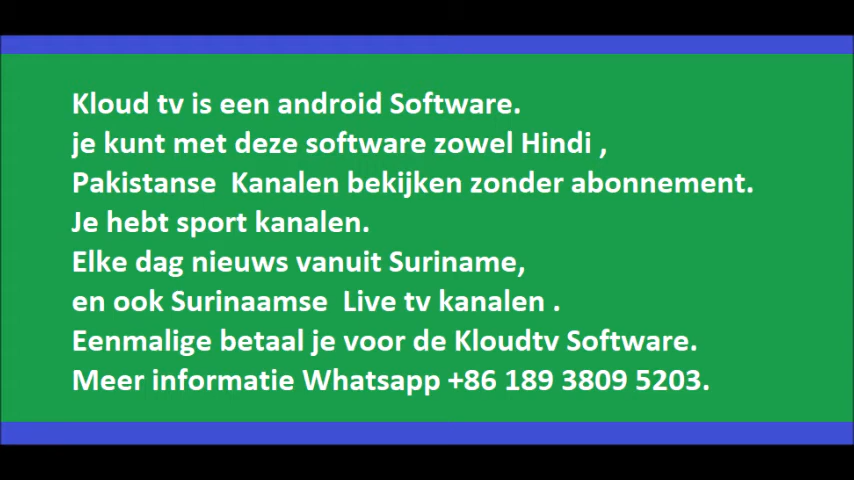 Kloud tv is een android Software.
je kunt met deze software zowel Hindi ,
Pakistanse  Kanalen bekijken zonder abonnement.
Je hebt sport kanalen.
Elke dag nieuws vanuit Suriname,
en ook Surinaamse  Live tv kanalen .
Eenmalige betaal je voor de Kloudtv Software.
Meer informatie Whatsapp +86 189 3809 5203.